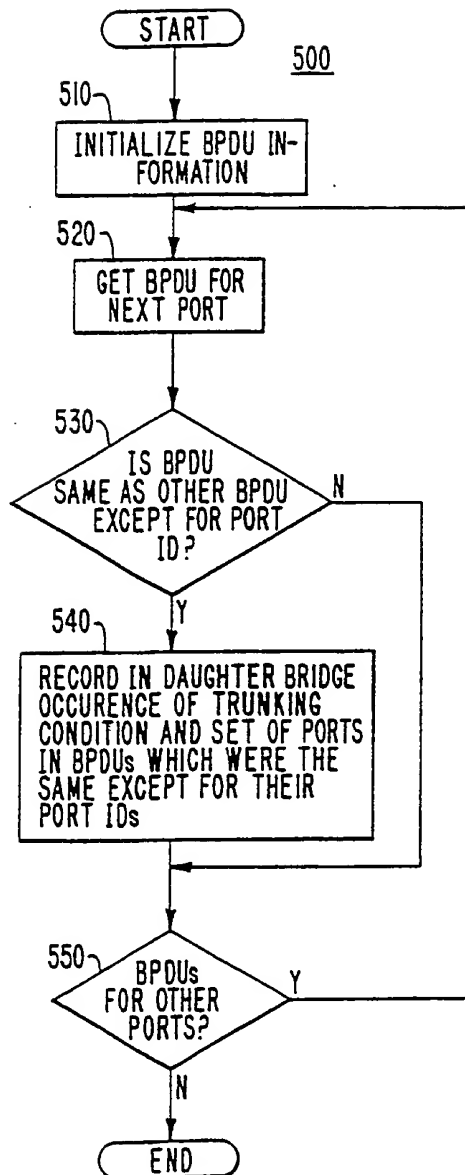 START
500
510
INITIALIZE BPDU IN-
FORMATION
520
GET BPDU FOR
NEXT PORT
530
IS BPDU
SAME AS OTHER BPDU
EXCEPT FOR PORT
ID?
N
Y
540
RECORD IN DAUGHTER BRIDGE
OCCURENCE OF TRUNKING
CONDITION AND SET OF PORTS
IN BPDUs WHICH WERE THE
SAME EXCEPT FOR THEIR
PORT IDs
550
BPDUs
FOR OTHER
PORTS?
Y
N
END